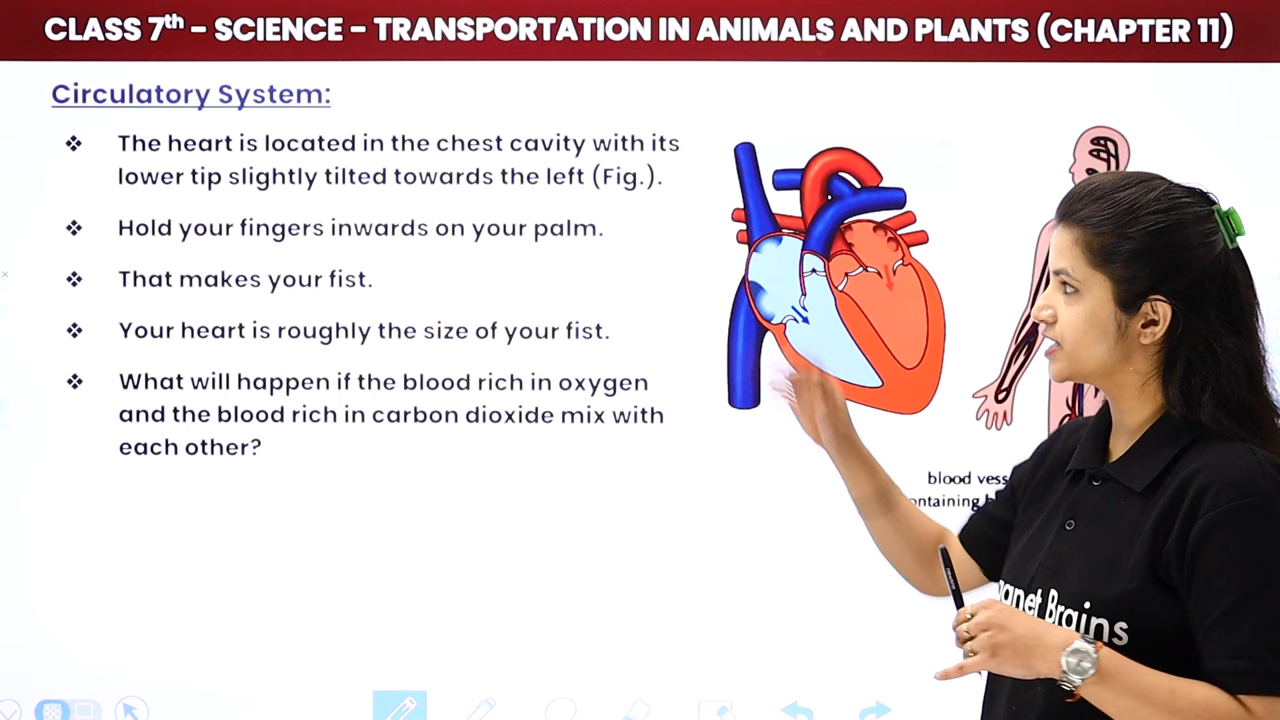 CLASS 7th - SCIENCE - TRANSPORTATION IN ANIMALS AND PLANTS (CHAPTER 11)
Circulatory System:
❖ The heart is located in the chest cavity with its
lower tip slightly tilted towards the left (Fig.).
❖ Hold your fingers inwards on your palm.
❖ That makes your fist.
❖ Your heart is roughly the size of your fist.
❖ What will happen if the blood rich in oxygen
and the blood rich in carbon dioxide mix with
each other?
blood
Brains